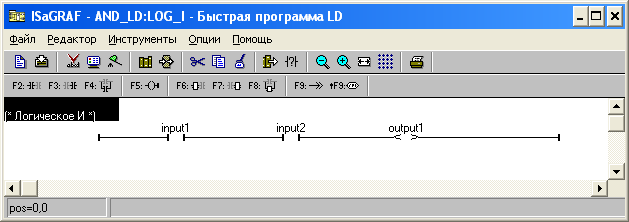 ISaGRAF - AND_LD:LOG_I - Быстрая программа LD
Файл Редактор Инструменты Опции Помощь
F2: F3: F4: F5: F6: F7: F8: F9: ↑F9:
(* Логическое И *)
input1 input2 output1
pos=0,0